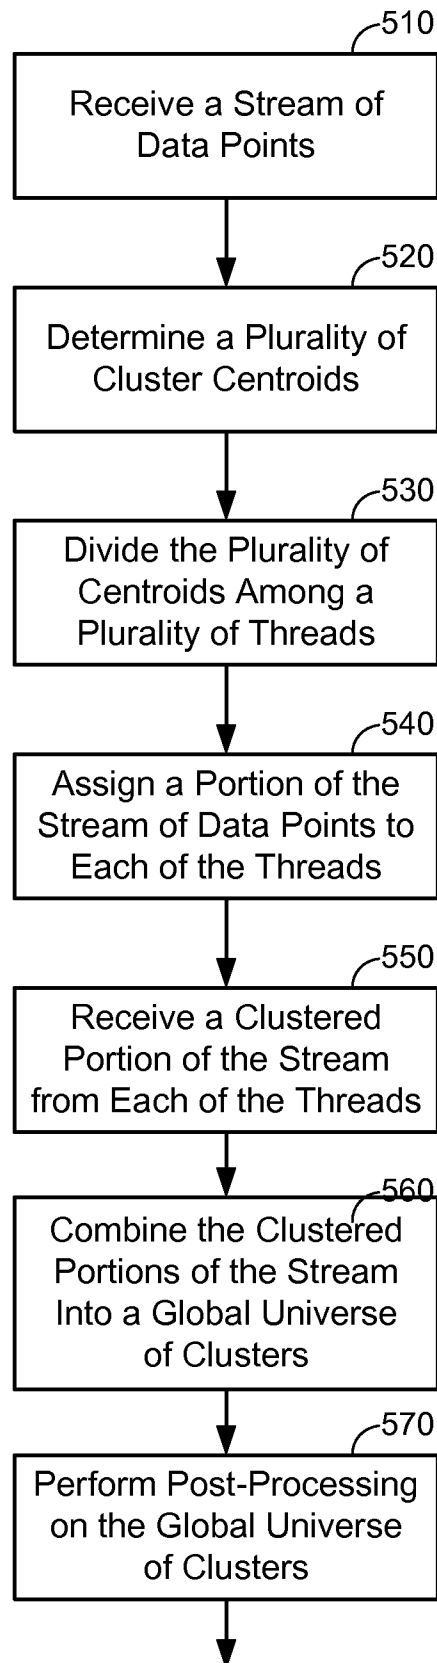 510
Receive a Stream of
Data Points
520
Determine a Plurality of
Cluster Centroids
530
Divide the Plurality of
Centroids Among a
Plurality of Threads
540
Assign a Portion of the
Stream of Data Points to
Each of the Threads
550
Receive a Clustered
Portion of the Stream
from Each of the Threads
560
Combine the Clustered
Portions of the Stream
Into a Global Universe
of Clusters
570
Perform Post-Processing
on the Global Universe
of Clusters